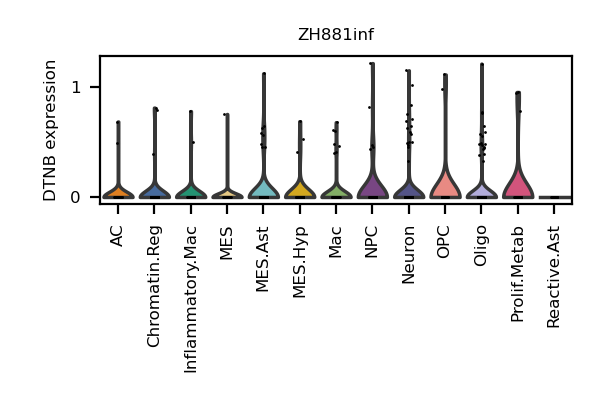 ZH881inf
DTNB expression
1
0
AC
Chromatin.Reg
Inflammatory.Mac
MES
MES.Ast
MES.Hyp
Mac
NPC
Neuron
OPC
Oligo
Prolif.Metab
Reactive.Ast